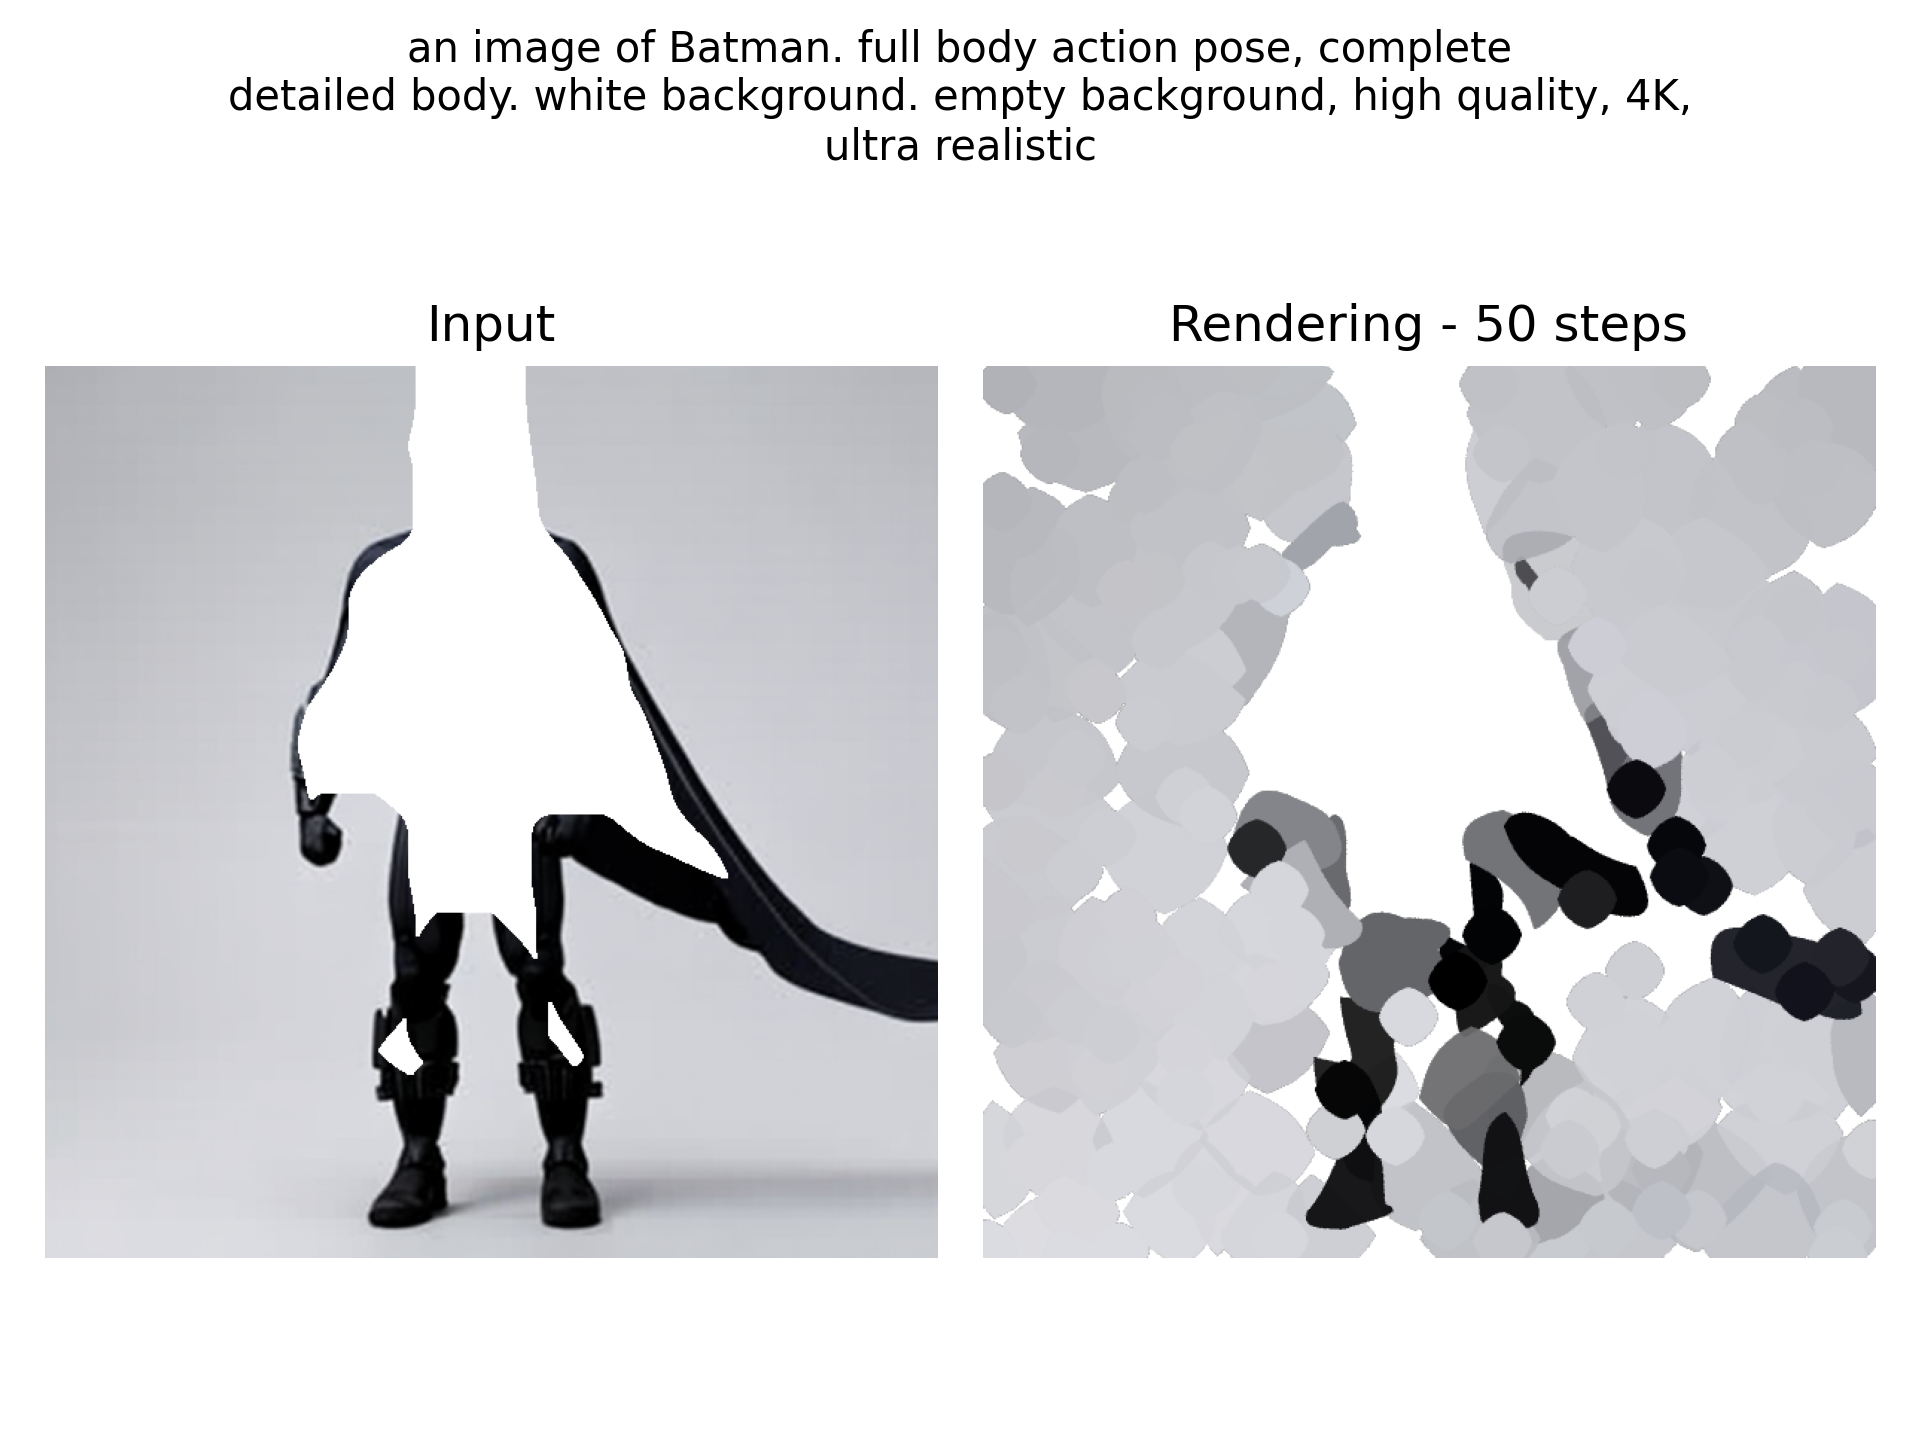 an image of Batman. full body action pose, complete
detailed body. white background. empty background, high quality, 4K,
ultra realistic
Input
Rendering - 50 steps